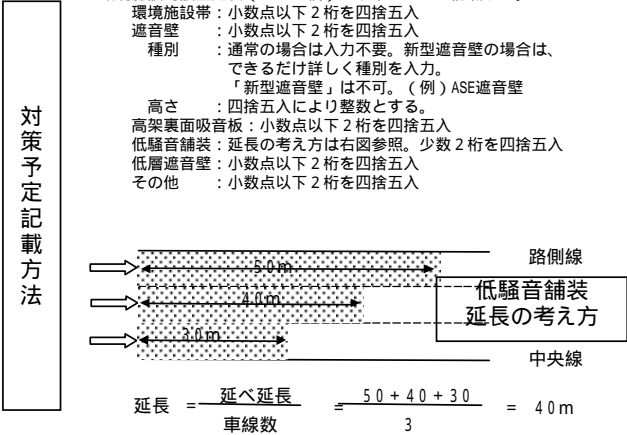 対策予定記載方法
環境施設帯：小数点以下２桁を四捨五入
遮音壁　　：小数点以下２桁を四捨五入
種別　　：通常の場合は入力不要。新型遮音壁の場合は、
できるだけ詳しく種別を入力。
「新型遮音壁」は不可。（例）ASE遮音壁
高さ　　：四捨五入により整数とする。
高架裏面吸音板：小数点以下２桁を四捨五入
低騒音舗装：延長の考え方は右図参照。少数２桁を四捨五入
低層遮音壁：小数点以下２桁を四捨五入
その他　　：小数点以下２桁を四捨五入
路側線
５０ｍ
４０ｍ
３０ｍ
低騒音舗装
延長の考え方
中央線
延長 ＝ 延べ延長 ＝ ５０＋４０＋３０ ＝ ４０ｍ
車線数　３